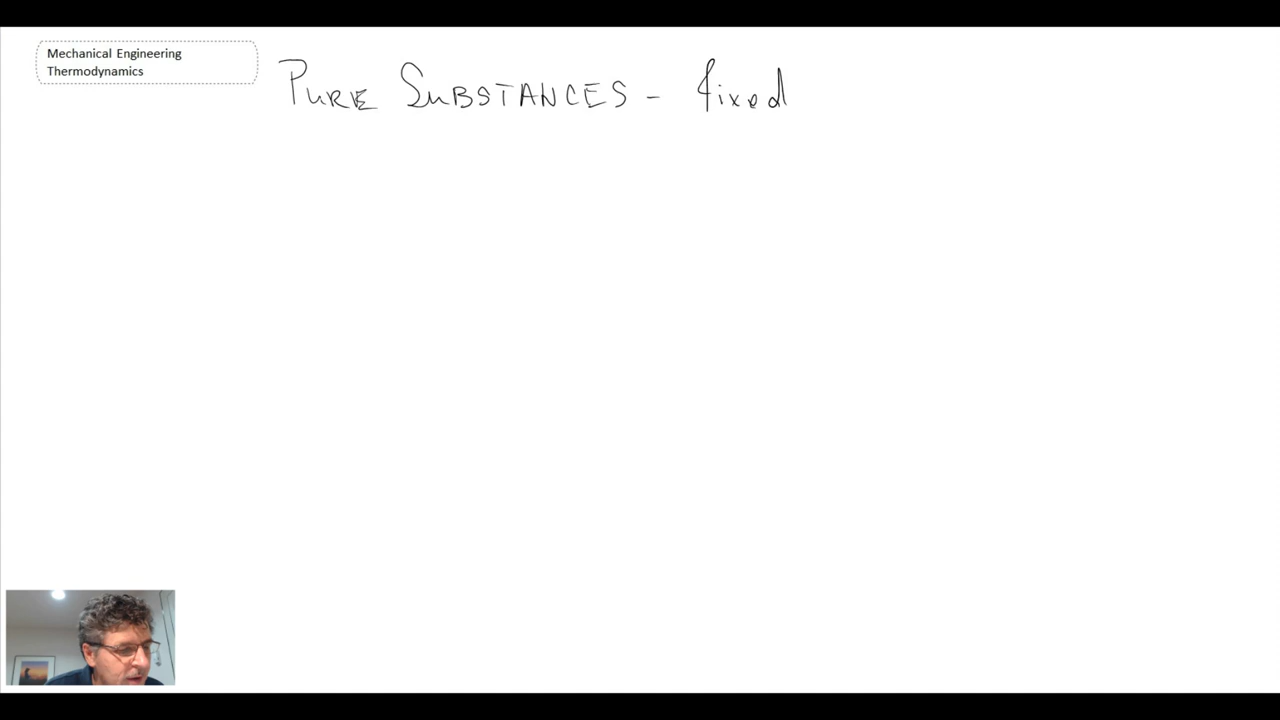 Mechanical Engineering
Thermodynamics
PURE SUBSTANCES - fixed